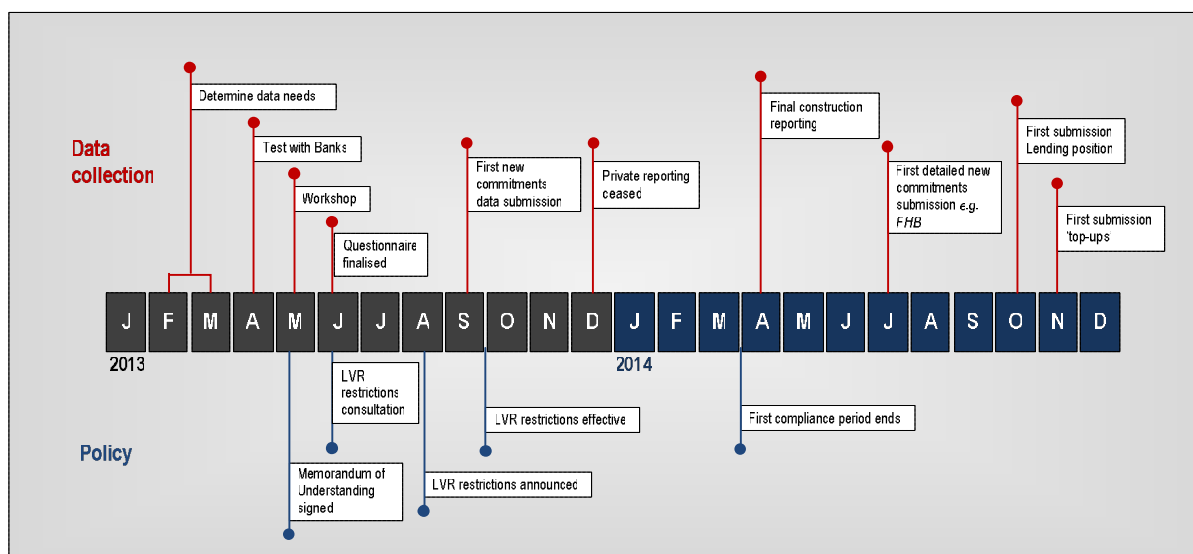 Determine data needs
Test with Banks
Data
collection
Workshop
Questionnaire
finalised
First new
commitments
data submission
Private reporting
ceased
Final construction
reporting
First detailed new
commitments
submission e.g.
FHB
First submission
Lending position
First submission
'top-ups'
J F M A M J J A S O N D J F M A M J J A S O N D
2013
2014
LVR
restrictions
consultation
LVR restrictions effective
First compliance period ends
Policy
Memorandum of
Understanding
signed
LVR restrictions announced